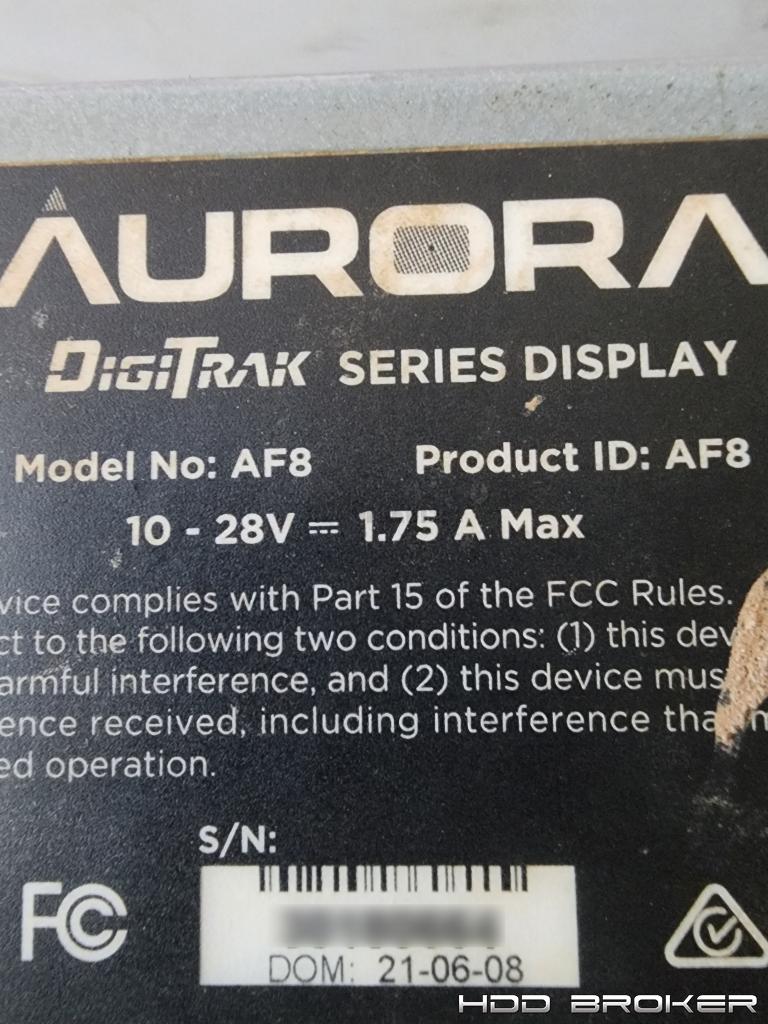 AURORA
DIGITRAK SERIES DISPLAY
Model No: AF8 Product ID: AF8
10 - 28V ⎓ 1.75 A Max
vice complies with Part 15 of the FCC Rules.
ct to the following two conditions: (1) this dev
armful interference, and (2) this device mus
ence received, including interference tha m
ed operation.
S/N:
FC
DOM: 21-06-08
HDD BROKER